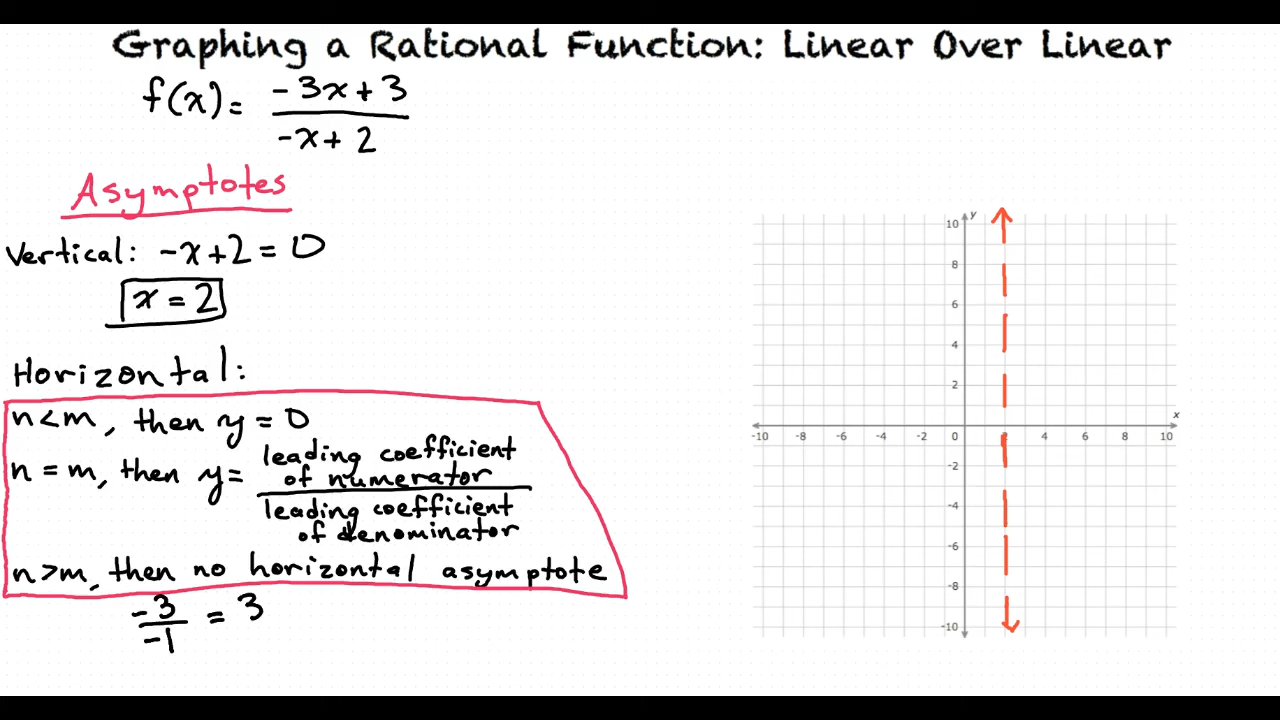 Graphing a Rational Function: Linear Over Linear
f(x) = -3x + 3
-x + 2
Asymptotes
Vertical: -x + 2 = 0
x = 2
Horizontal:
n < m, then y = 0
n = m, then y = leading coefficient of numerator
leading coefficient of denominator
n > m, then no horizontal asymptote
-3
-1 = 3
y
10
8
6
4
2
x
-10 -8 -6 -4 -2 0 2 4 6 8 10
-2
-4
-6
-8
-10